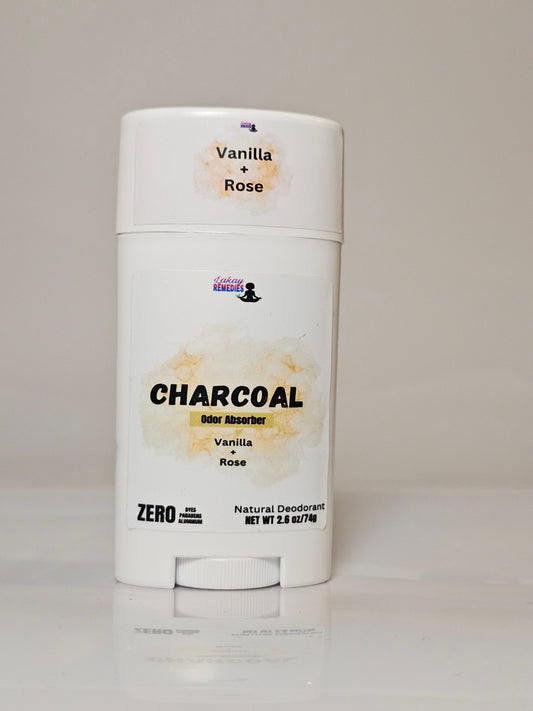 Vanilla
+
Rose
Lakay
REMEDIES
CHARCOAL
Odor Absorber
Vanilla
+
Rose
ZERO
DYES
PARABENS
ALUMINUM
Natural Deodorant
NET WT 2.6 oz/74g